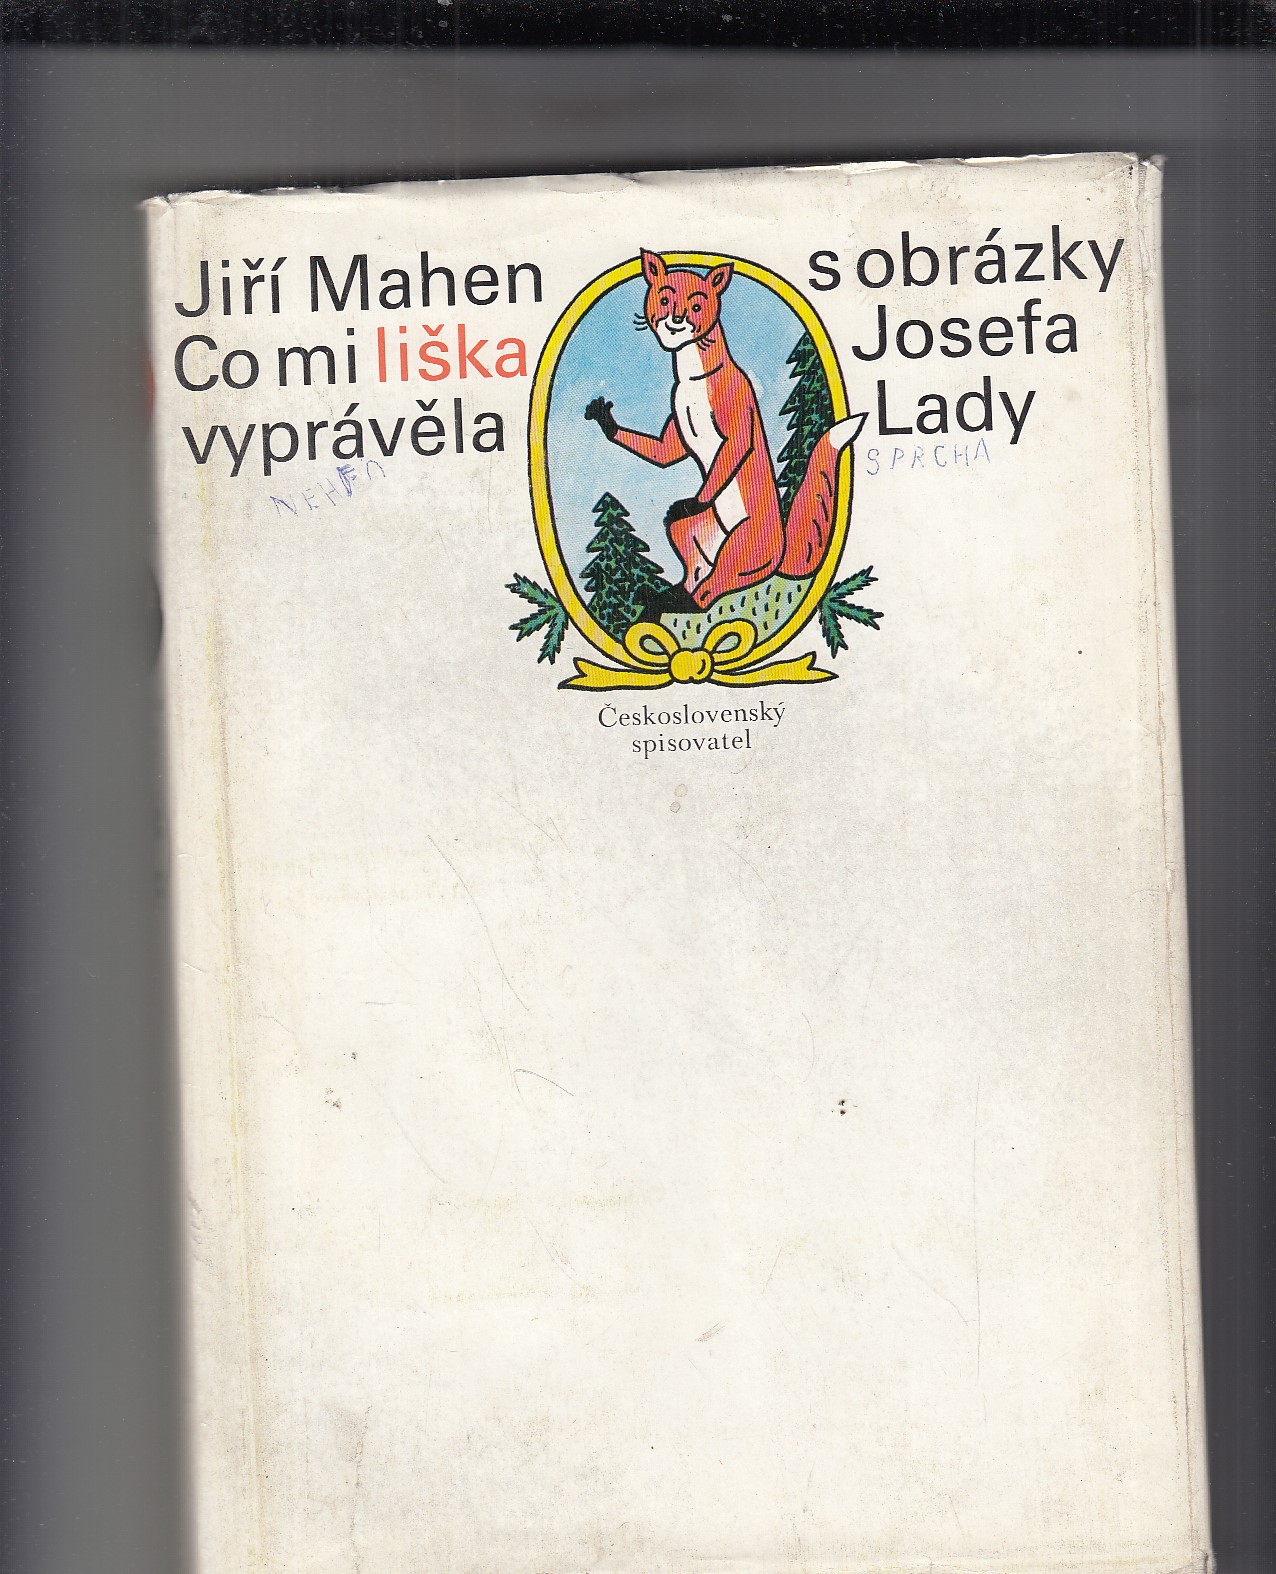 Jiří Mahen
Co mi liška
vyprávěla
s obrázky
Josefa
Lady
SPRCHA
Československý
spisovatel